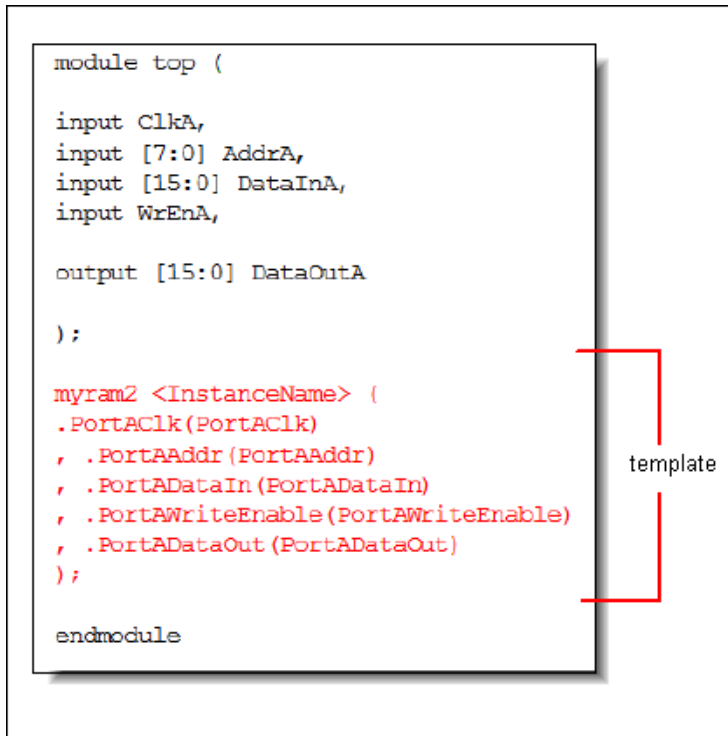 module top (
input ClkA,
input [7:0] AddrA,
input [15:0] DataInA,
input WrEnA,
output [15:0] DataOutA
);
myram2 <InstanceName> (
.PortAClk(PortAClk)
, .PortAAddr(PortAAddr)
, .PortADataIn(PortADataIn)
, .PortAWriteEnable(PortAWriteEnable)
, .PortADataOut(PortADataOut)
);
template
endmodule